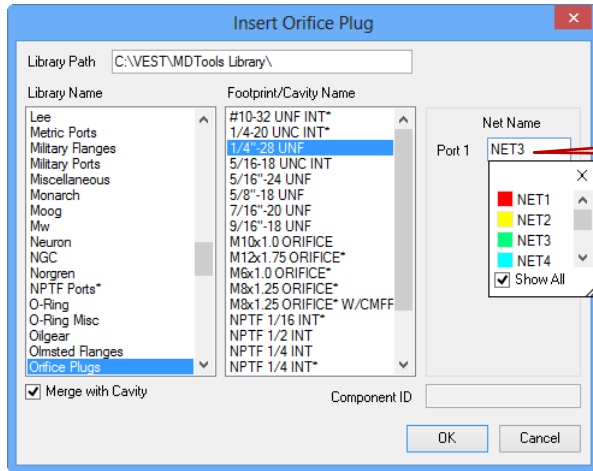 Insert Orifice Plug
x
Library Path C:\VEST\MDTools Library\
Library Name
Footprint/Cavity Name
Lee
Metric Ports
Military Flanges
Military Ports
Miscellaneous
Monarch
Moog
Mw
Neuron
NGC
Norgren
NPTF Ports*
O-Ring
O-Ring Misc
Oilgear
Olmsted Flanges
Orifice Plugs
#10-32 UNF INT*
1/4-20 UNC INT*
1/4"-28 UNF
5/16-18 UNC INT
5/16"-24 UNF
5/8"-18 UNF
7/16"-20 UNF
9/16"-18 UNF
M10x1.0 ORIFICE
M12x1.75 ORIFICE*
M6x1.0 ORIFICE*
M8x1.25 ORIFICE*
M8x1.25 ORIFICE* W/CMFF
NPTF 1/16 INT*
NPTF 1/2 INT
NPTF 1/4 INT
NPTF 1/4 INT*
Net Name
Port 1 NET3
X
NET1
NET2
NET3
NET4
Show All
Merge with Cavity
Component ID
OK Cancel